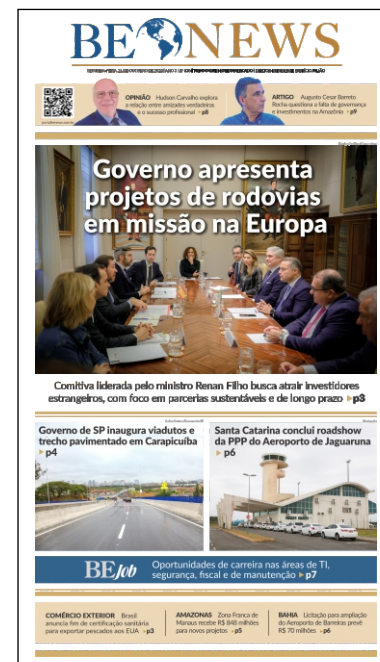 BE NEWS
OPINIÃO Hudson Carvalho explora
a relação entre amizades verdadeiras
e o sucesso profissional ▸p8
ARTIGO Augusto Cesar Barreto
Rocha questiona a falta de governança
e investimentos na Amazônia ▸p9
Governo apresenta
projetos de rodovias
em missão na Europa
Comitiva liderada pelo ministro Renan Filho busca atrair investidores
estrangeiros, com foco em parcerias sustentáveis e de longo prazo ▸p3
Governo de SP inaugura viadutos e
trecho pavimentado em Carapicuíba
▸p4
Santa Catarina conclui roadshow
da PPP do Aeroporto de Jaguaruna
▸p6
BE Job
Oportunidades de carreira nas áreas de TI,
segurança, fiscal e de manutenção ▸p7
COMÉRCIO EXTERIOR Brasil
anuncia fim de certificação sanitária
para exportar pescados aos EUA ▸p3
AMAZONAS Zona Franca de
Manaus recebe R$ 848 milhões
para novos projetos ▸p5
BAHIA Licitação para ampliação
do Aeroporto de Barreiras prevê
R$ 70 milhões ▸p6